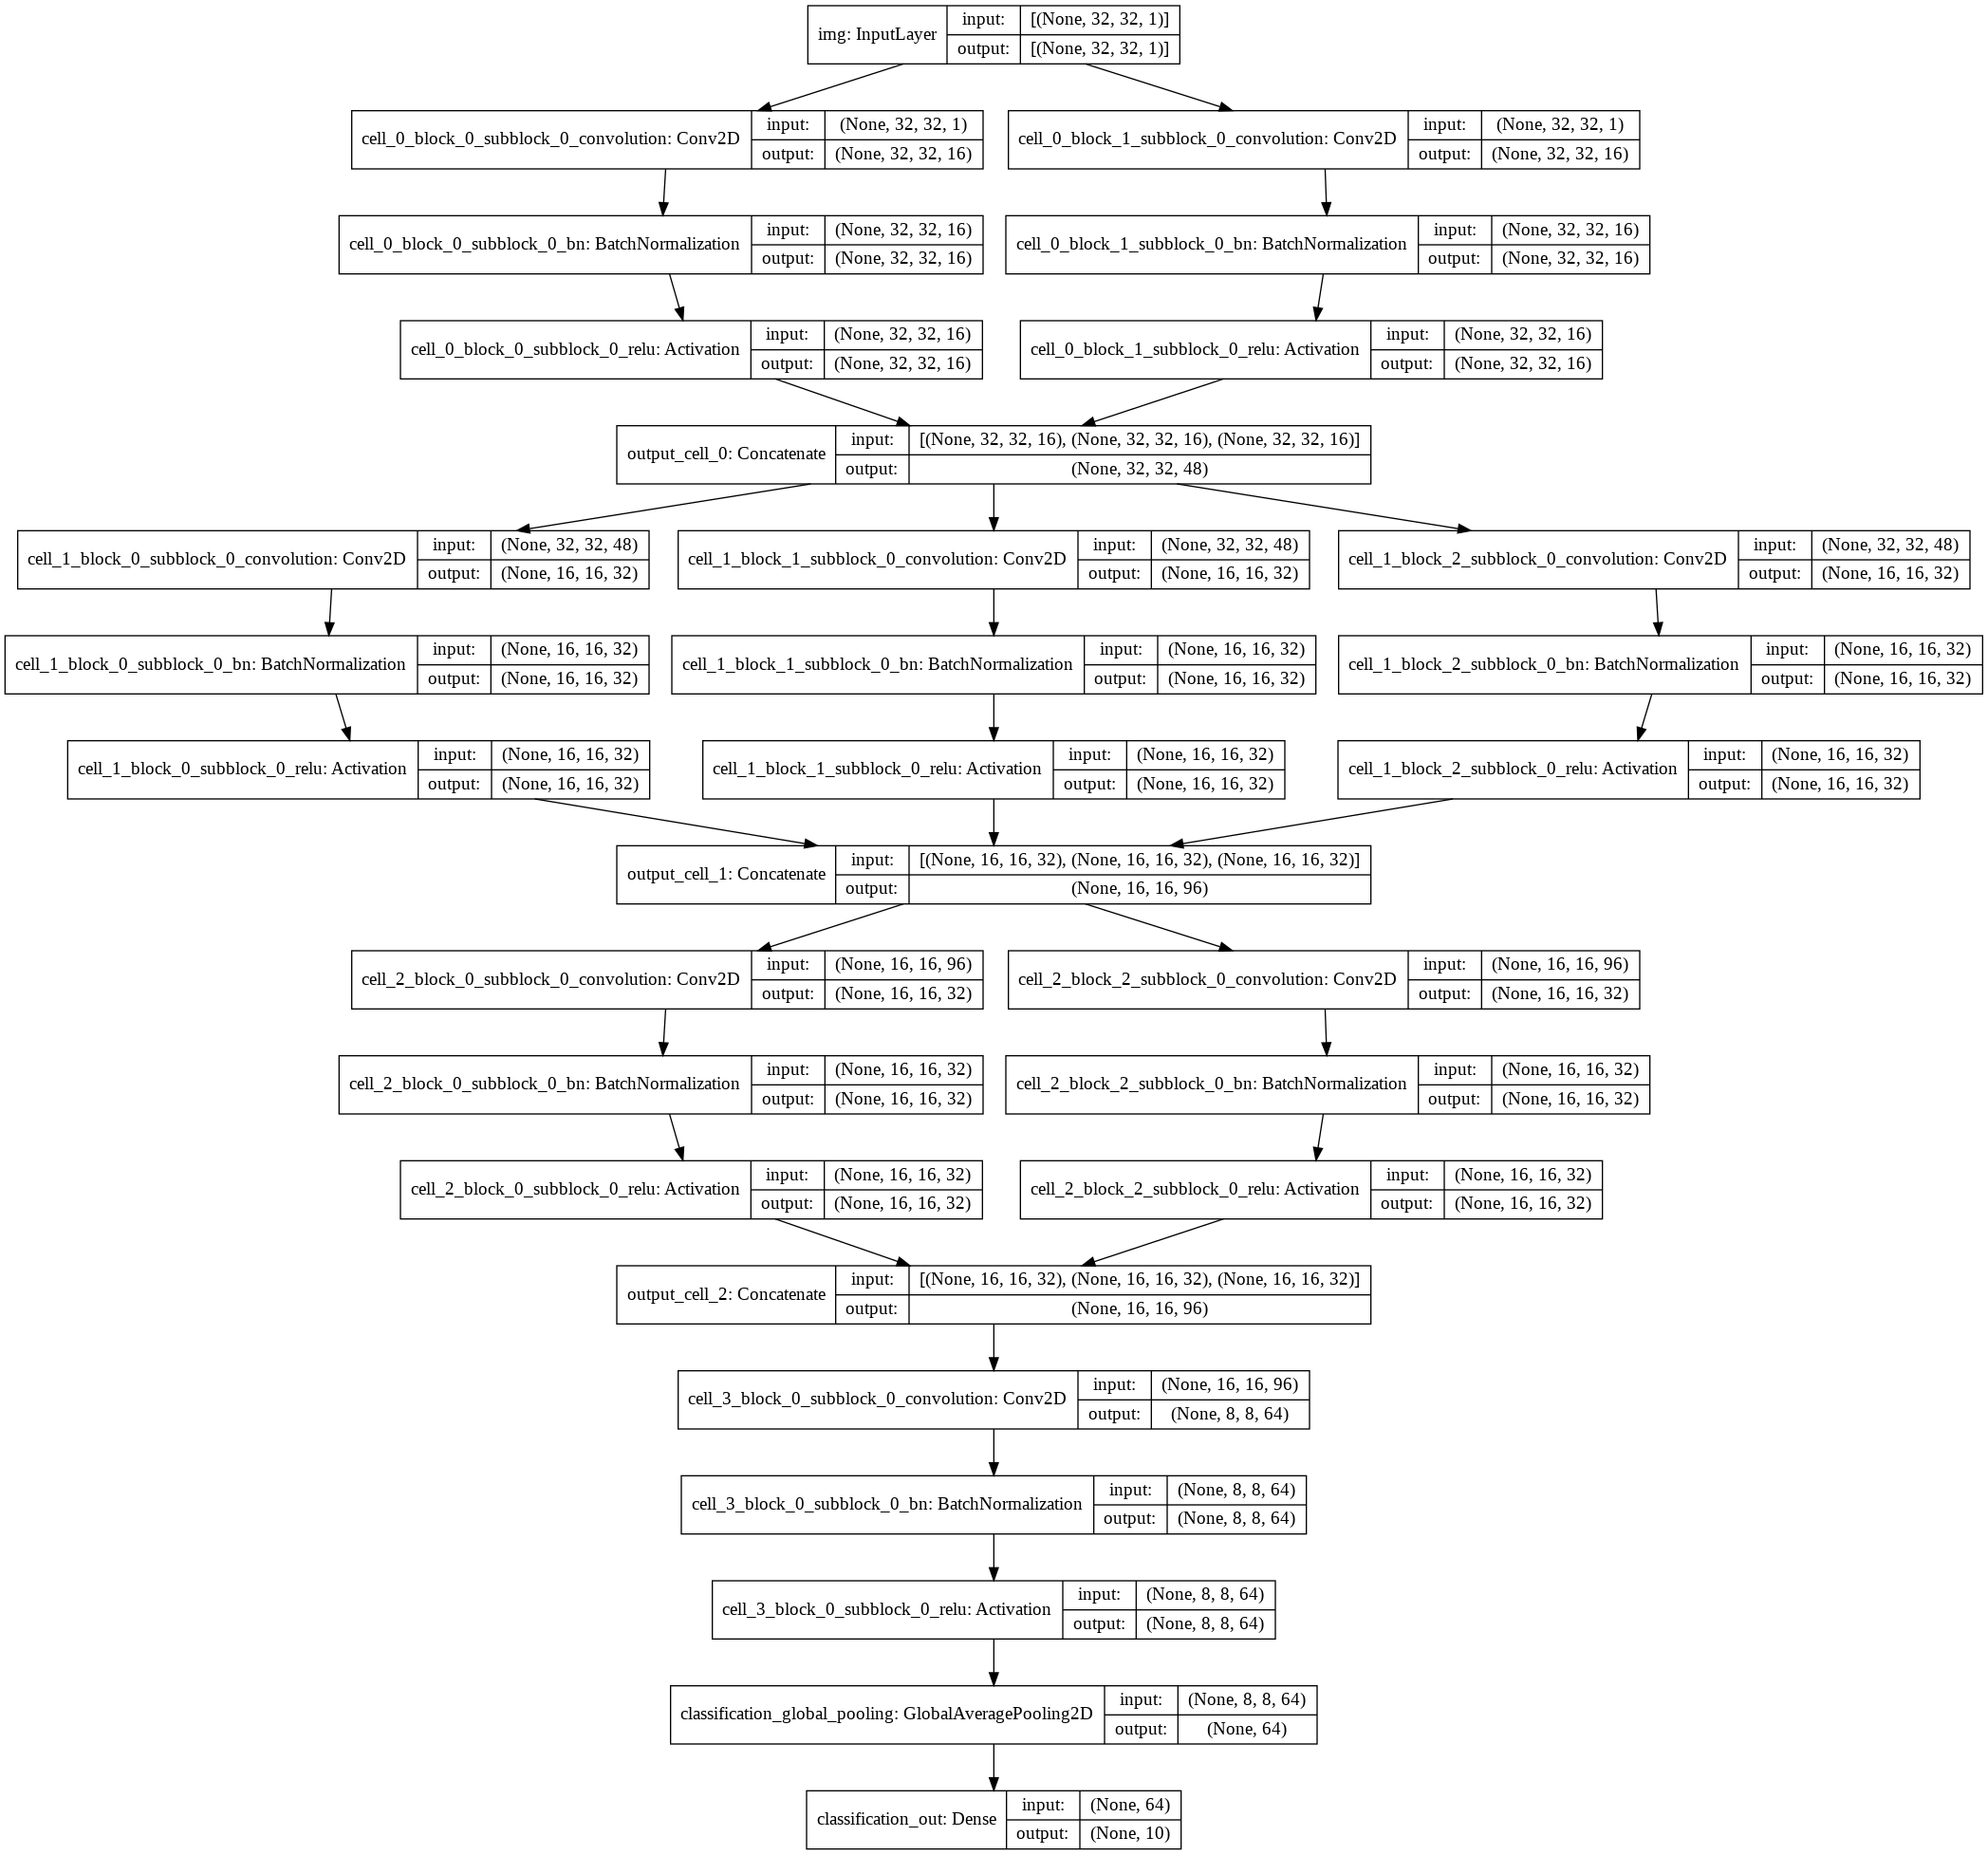 img: InputLayer
input: [(None, 32, 32, 1)]
output: [(None, 32, 32, 1)]
cell_0_block_0_subblock_0_convolution: Conv2D
input: (None, 32, 32, 1)
output: (None, 32, 32, 16)
cell_0_block_1_subblock_0_convolution: Conv2D
input: (None, 32, 32, 1)
output: (None, 32, 32, 16)
cell_0_block_0_subblock_0_bn: BatchNormalization
input: (None, 32, 32, 16)
output: (None, 32, 32, 16)
cell_0_block_1_subblock_0_bn: BatchNormalization
input: (None, 32, 32, 16)
output: (None, 32, 32, 16)
cell_0_block_0_subblock_0_relu: Activation
input: (None, 32, 32, 16)
output: (None, 32, 32, 16)
cell_0_block_1_subblock_0_relu: Activation
input: (None, 32, 32, 16)
output: (None, 32, 32, 16)
output_cell_0: Concatenate
input: [(None, 32, 32, 16), (None, 32, 32, 16), (None, 32, 32, 16)]
output: (None, 32, 32, 48)
cell_1_block_0_subblock_0_convolution: Conv2D
input: (None, 32, 32, 48)
output: (None, 16, 16, 32)
cell_1_block_1_subblock_0_convolution: Conv2D
input: (None, 32, 32, 48)
output: (None, 16, 16, 32)
cell_1_block_2_subblock_0_convolution: Conv2D
input: (None, 32, 32, 48)
output: (None, 16, 16, 32)
cell_1_block_0_subblock_0_bn: BatchNormalization
input: (None, 16, 16, 32)
output: (None, 16, 16, 32)
cell_1_block_1_subblock_0_bn: BatchNormalization
input: (None, 16, 16, 32)
output: (None, 16, 16, 32)
cell_1_block_2_subblock_0_bn: BatchNormalization
input: (None, 16, 16, 32)
output: (None, 16, 16, 32)
cell_1_block_0_subblock_0_relu: Activation
input: (None, 16, 16, 32)
output: (None, 16, 16, 32)
cell_1_block_1_subblock_0_relu: Activation
input: (None, 16, 16, 32)
output: (None, 16, 16, 32)
cell_1_block_2_subblock_0_relu: Activation
input: (None, 16, 16, 32)
output: (None, 16, 16, 32)
output_cell_1: Concatenate
input: [(None, 16, 16, 32), (None, 16, 16, 32), (None, 16, 16, 32)]
output: (None, 16, 16, 96)
cell_2_block_0_subblock_0_convolution: Conv2D
input: (None, 16, 16, 96)
output: (None, 16, 16, 32)
cell_2_block_2_subblock_0_convolution: Conv2D
input: (None, 16, 16, 96)
output: (None, 16, 16, 32)
cell_2_block_0_subblock_0_bn: BatchNormalization
input: (None, 16, 16, 32)
output: (None, 16, 16, 32)
cell_2_block_2_subblock_0_bn: BatchNormalization
input: (None, 16, 16, 32)
output: (None, 16, 16, 32)
cell_2_block_0_subblock_0_relu: Activation
input: (None, 16, 16, 32)
output: (None, 16, 16, 32)
cell_2_block_2_subblock_0_relu: Activation
input: (None, 16, 16, 32)
output: (None, 16, 16, 32)
output_cell_2: Concatenate
input: [(None, 16, 16, 32), (None, 16, 16, 32), (None, 16, 16, 32)]
output: (None, 16, 16, 96)
cell_3_block_0_subblock_0_convolution: Conv2D
input: (None, 16, 16, 96)
output: (None, 8, 8, 64)
cell_3_block_0_subblock_0_bn: BatchNormalization
input: (None, 8, 8, 64)
output: (None, 8, 8, 64)
cell_3_block_0_subblock_0_relu: Activation
input: (None, 8, 8, 64)
output: (None, 8, 8, 64)
classification_global_pooling: GlobalAveragePooling2D
input: (None, 8, 8, 64)
output: (None, 64)
classification_out: Dense
input: (None, 64)
output: (None, 10)